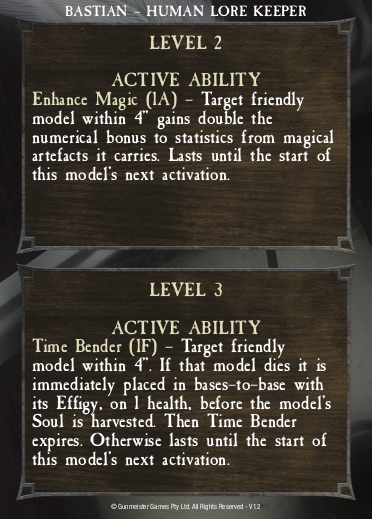 BASTIAN - HUMAN LORE KEEPER
LEVEL 2
ACTIVE ABILITY
Enhance Magic (1A) - Target friendly
model within 4" gains double the
numerical bonus to statistics from magical
artefacts it carries. Lasts until the start of
this model's next activation.
LEVEL 3
ACTIVE ABILITY
Time Bender (1F) - Target friendly
model within 4". If that model dies it is
immediately placed in bases-to-base with
its Effigy, on 1 health, before the model's
Soul is harvested. Then Time Bender
expires. Otherwise lasts until the start of
this model's next activation.
© Gunmeister Games Pty Ltd. All Rights Reserved - V1.2